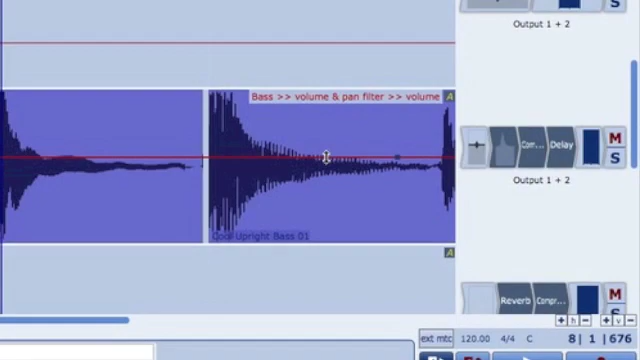 Output 1 + 2
Bass >> volume & pan filter >> volume A
M
S
Com... Delay
Output 1 + 2
Cool Upright Bass 01
A
M
S
Reverb Compr...
+ h - + v -
ext mtc 120.00 4/4 C 8| 1 |676